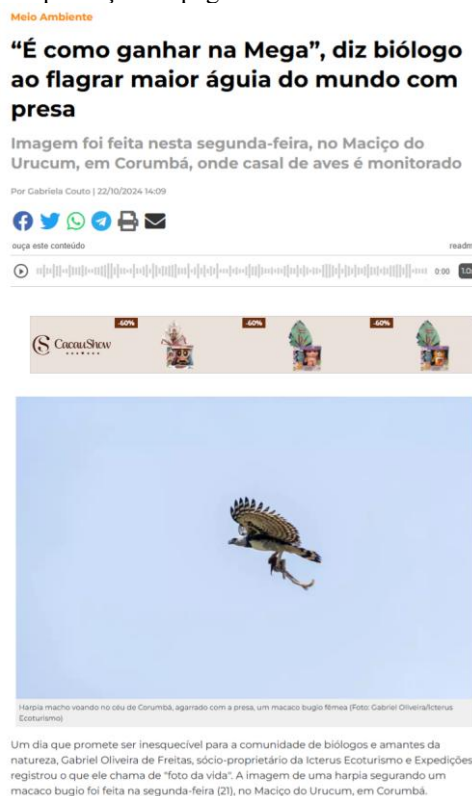 Meio Ambiente
“É como ganhar na Mega”, diz biólogo
ao flagrar maior águia do mundo com
presa
Imagem foi feita nesta segunda-feira, no Maciço do
Urucum, em Corumbá, onde casal de aves é monitorado
Por Gabriela Couto | 22/10/2024 14:09
ouça este conteúdo
0:00
-60%
-60%
-60%
CacauShow
Harpia macho voando no céu de Corumbá, agarrado com a presa, um macaco bugio fêmea (Foto: Gabriel Oliveira/Icterus
Ecoturismo)
Um dia que promete ser inesquecível para a comunidade de biólogos e amantes da
natureza, Gabriel Oliveira de Freitas, sócio-proprietário da Icterus Ecoturismo e Expedições
registrou o que ele chama de "foto da vida". A imagem de uma harpia segurando um
macaco bugio foi feita na segunda-feira (21), no Maciço do Urucum, em Corumbá.